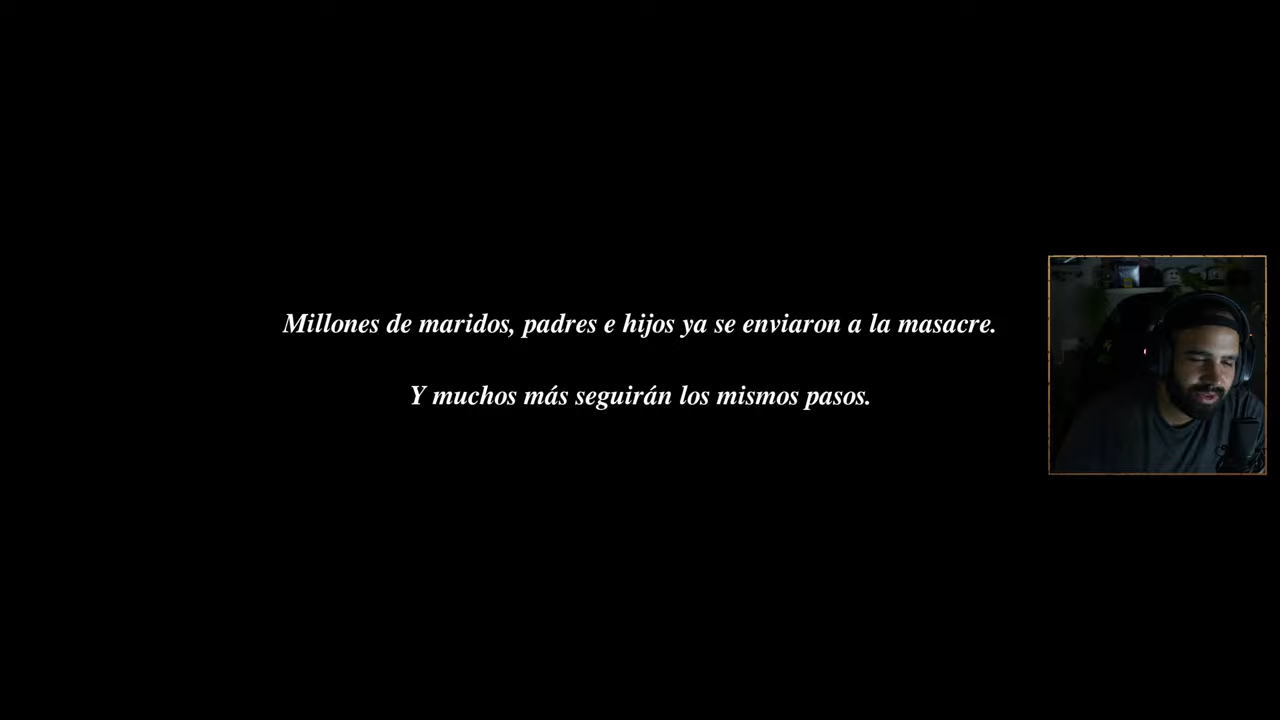 Millones de maridos, padres e hijos ya se enviaron a la masacre.
Y muchos más seguirán los mismos pasos.